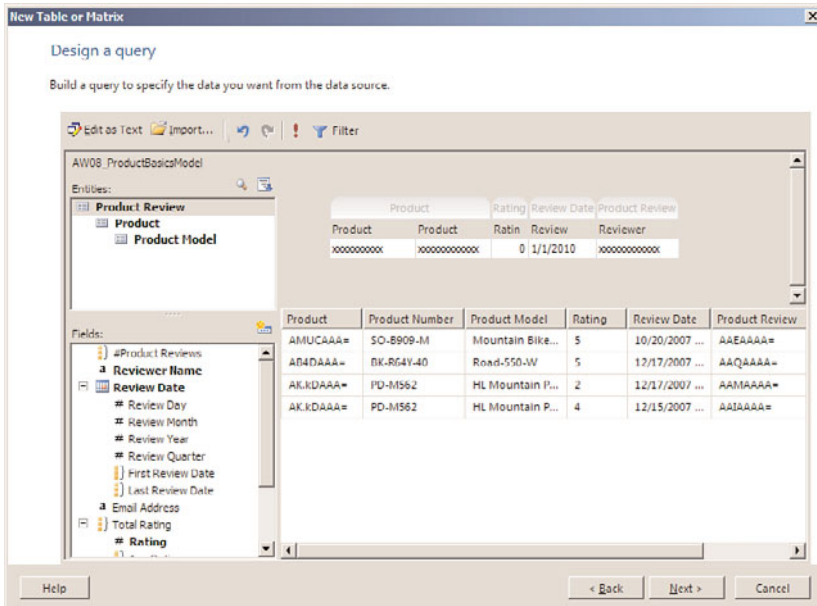 New Table or Matrix
Design a query
Build a query to specify the data you want from the data source.
Edit as Text Import... Filter
AW08_ProductBasicsModel
Entities:
Product Review
Product
Product Model
Product Rating Review Date Product Review
Product Product Ratin Review Reviewer
xxxxxxxxxx xxxxxxxxxxxx 0 1/1/2010 xxxxxxxxxxxx
Fields:
#Product Reviews
a Reviewer Name
Review Date
# Review Day
# Review Month
# Review Year
# Review Quarter
First Review Date
Last Review Date
a Email Address
Total Rating
# Rating
Product Product Number Product Model Rating Review Date Product Review
AMUCAAA= SO-B909-M Mountain Bike... 5 10/20/2007 ... AAEAAAA=
AB4DAAA= BK-R64Y-40 Road-550-W 5 12/17/2007 ... AAQAAAA=
AK.kDAAA= PD-M562 HL Mountain P... 2 12/17/2007 ... AAMAAAA=
AK.kDAAA= PD-M562 HL Mountain P... 4 12/15/2007 ... AAIAAAA=
Help < Back Next > Cancel